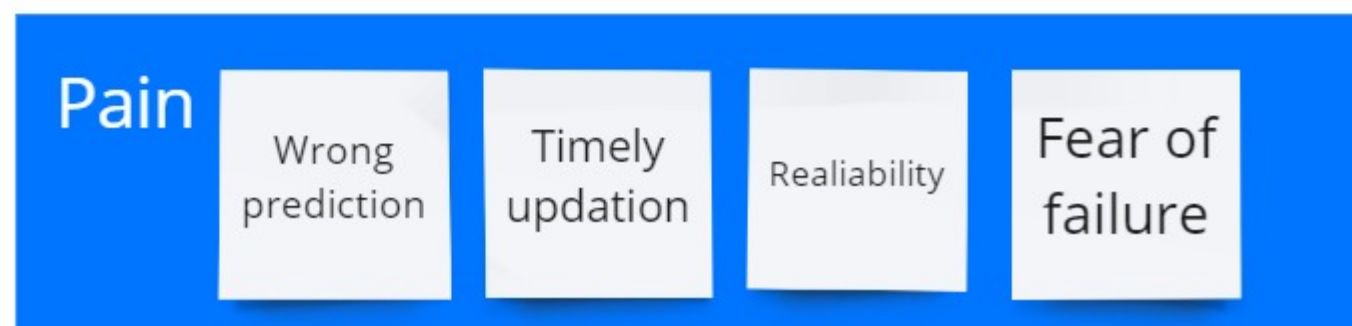 Pain
Wrong
prediction
Timely
updation
Realiability
Fear of
failure